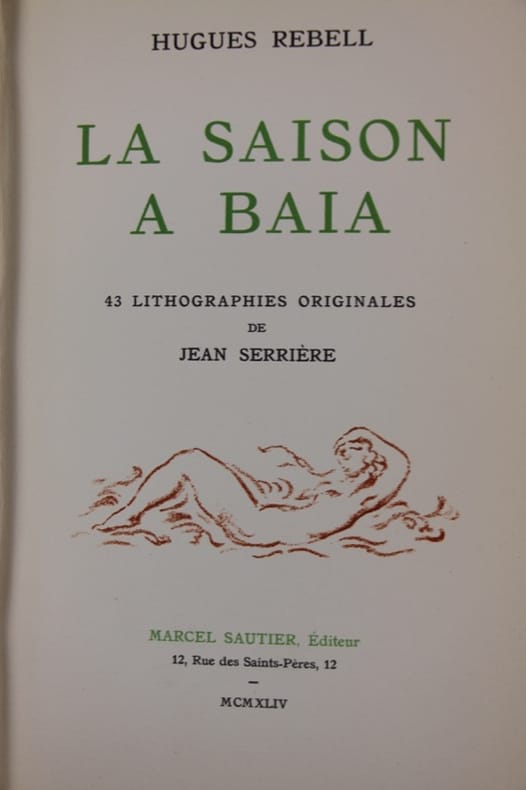 HUGUES REBELL
LA SAISON
A BAIA
43 LITHOGRAPHIES ORIGINALES
DE
JEAN SERRIÈRE
MARCEL SAUTIER, Éditeur
12, Rue des Saints-Pères, 12
—
MCMXLIV